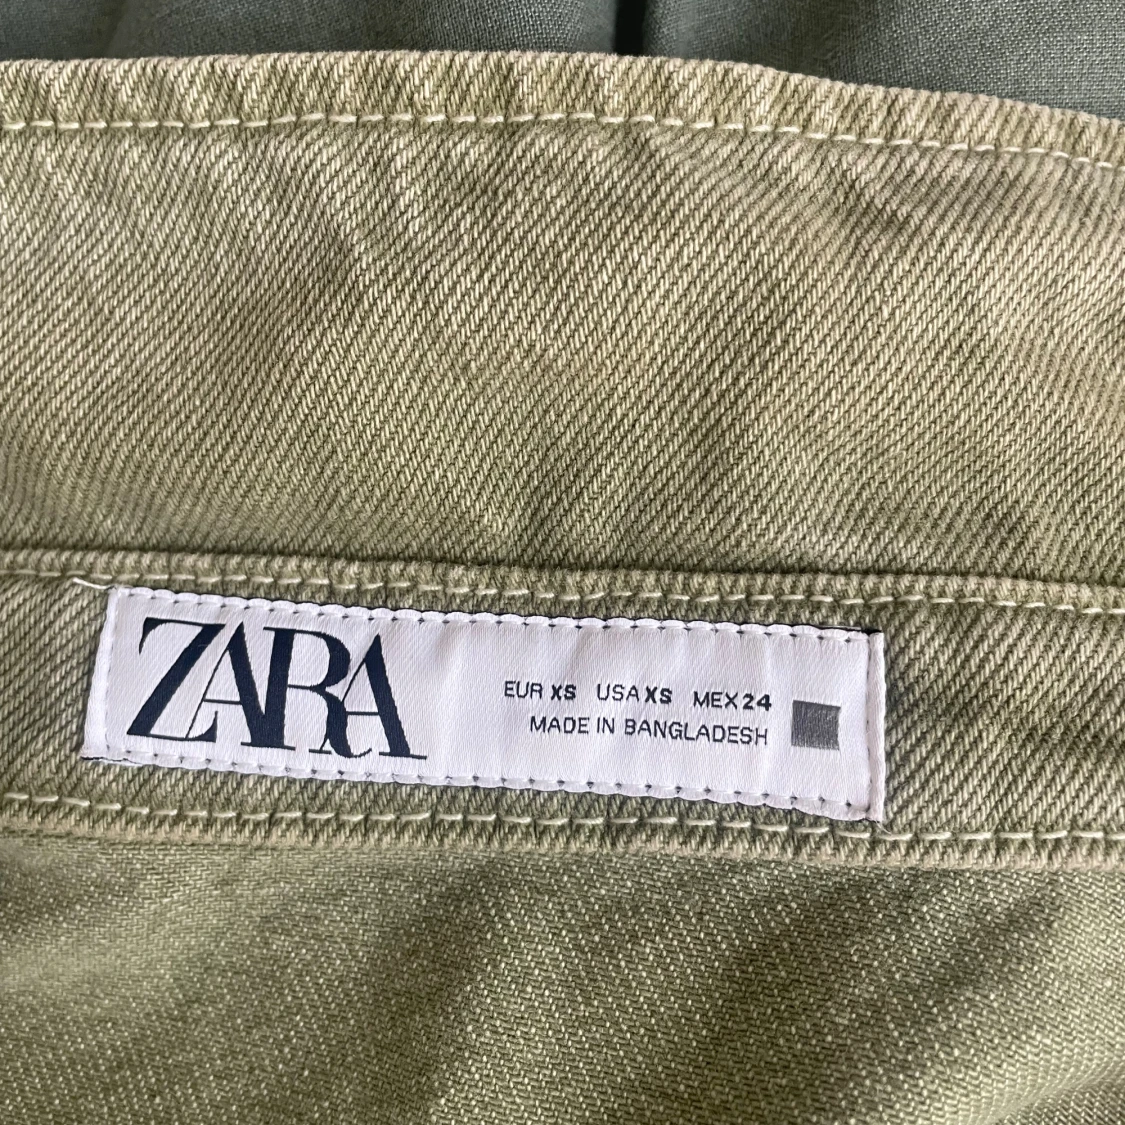 ZARA
EUR XS USA XS MEX 24
MADE IN BANGLADESH